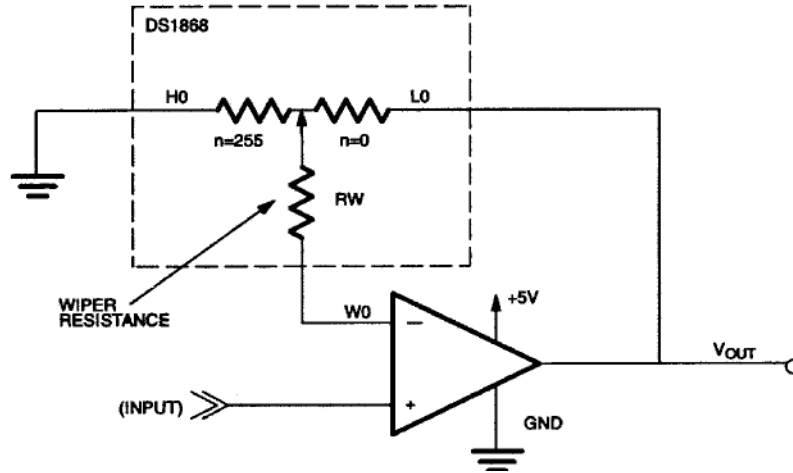 DS1868
H0
L0
n=255
n=0
RW
WIPER
RESISTANCE
W0
+5V
−
VOUT
(INPUT)
+
GND